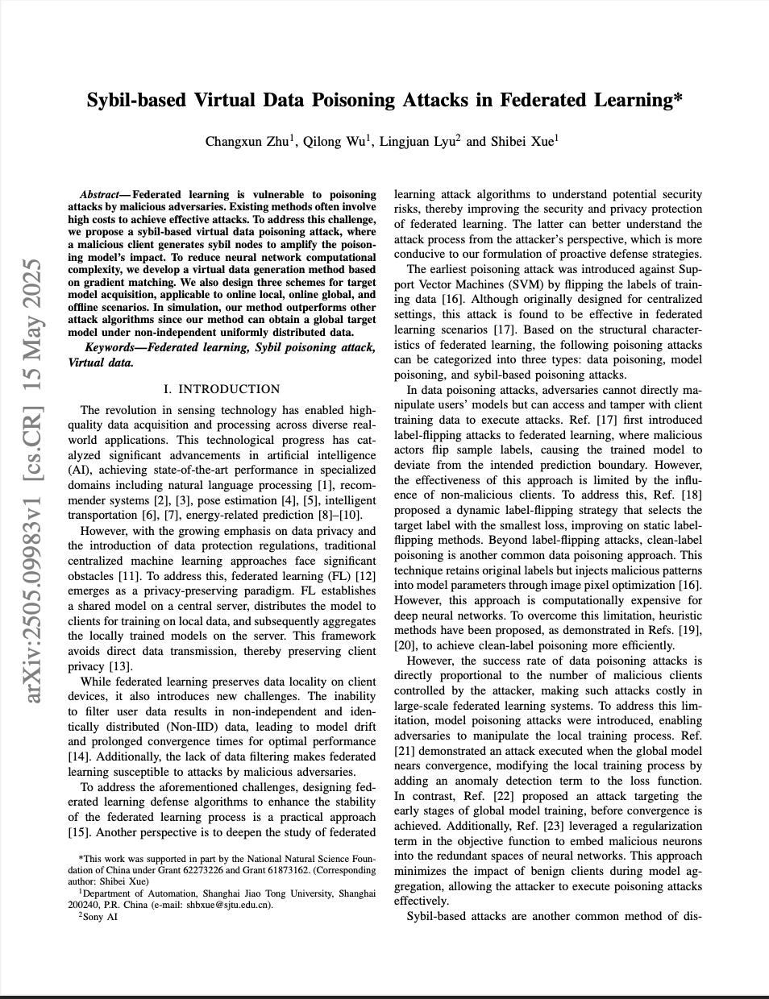 Sybil-based Virtual Data Poisoning Attacks in Federated Learning*
Changxun Zhu1, Qilong Wu1, Lingjuan Lyu2 and Shibei Xue1
arXiv:2505.09983v1 [cs.CR] 15 May 2025
Abstract—Federated learning is vulnerable to poisoning
attacks by malicious adversaries. Existing methods often involve
high costs to achieve effective attacks. To address this challenge,
we propose a sybil-based virtual data poisoning attack, where
a malicious client generates sybil nodes to amplify the poison-
ing model's impact. To reduce neural network computational
complexity, we develop a virtual data generation method based
on gradient matching. We also design three schemes for target
model acquisition, applicable to online local, online global, and
offline scenarios. In simulation, our method outperforms other
attack algorithms since our method can obtain a global target
model under non-independent uniformly distributed data.
Keywords—Federated learning, Sybil poisoning attack,
Virtual data.
I. INTRODUCTION
The revolution in sensing technology has enabled high-
quality data acquisition and processing across diverse real-
world applications. This technological progress has cat-
alyzed significant advancements in artificial intelligence
(AI), achieving state-of-the-art performance in specialized
domains including natural language processing [1], recom-
mender systems [2], [3], pose estimation [4], [5], intelligent
transportation [6], [7], energy-related prediction [8]–[10].
However, with the growing emphasis on data privacy and
the introduction of data protection regulations, traditional
centralized machine learning approaches face significant
obstacles [11]. To address this, federated learning (FL) [12]
emerges as a privacy-preserving paradigm. FL establishes
a shared model on a central server, distributes the model to
clients for training on local data, and subsequently aggregates
the locally trained models on the server. This framework
avoids direct data transmission, thereby preserving client
privacy [13].
While federated learning preserves data locality on client
devices, it also introduces new challenges. The inability
to filter user data results in non-independent and iden-
tically distributed (Non-IID) data, leading to model drift
and prolonged convergence times for optimal performance
[14]. Additionally, the lack of data filtering makes federated
learning susceptible to attacks by malicious adversaries.
To address the aforementioned challenges, designing fed-
erated learning defense algorithms to enhance the stability
of the federated learning process is a practical approach
[15]. Another perspective is to deepen the study of federated
*This work was supported in part by the National Natural Science Foun-
dation of China under Grant 62273226 and Grant 61873162. (Corresponding
author: Shibei Xue)
1Department of Automation, Shanghai Jiao Tong University, Shanghai
200240, P.R. China (e-mail: shbxue@sjtu.edu.cn).
2Sony AI
learning attack algorithms to understand potential security
risks, thereby improving the security and privacy protection
of federated learning. The latter can better understand the
attack process from the attacker's perspective, which is more
conducive to our formulation of proactive defense strategies.
The earliest poisoning attack was introduced against Sup-
port Vector Machines (SVM) by flipping the labels of train-
ing data [16]. Although originally designed for centralized
settings, this attack is found to be effective in federated
learning scenarios [17]. Based on the structural character-
istics of federated learning, the following poisoning attacks
can be categorized into three types: data poisoning, model
poisoning, and sybil-based poisoning attacks.
In data poisoning attacks, adversaries cannot directly ma-
nipulate users' models but can access and tamper with client
training data to execute attacks. Ref. [17] first introduced
label-flipping attacks to federated learning, where malicious
actors flip sample labels, causing the trained model to
deviate from the intended prediction boundary. However,
the effectiveness of this approach is limited by the influ-
ence of non-malicious clients. To address this, Ref. [18]
proposed a dynamic label-flipping strategy that selects the
target label with the smallest loss, improving on static label-
flipping methods. Beyond label-flipping attacks, clean-label
poisoning is another common data poisoning approach. This
technique retains original labels but injects malicious patterns
into model parameters through image pixel optimization [16].
However, this approach is computationally expensive for
deep neural networks. To overcome this limitation, heuristic
methods have been proposed, as demonstrated in Refs. [19],
[20], to achieve clean-label poisoning more efficiently.
However, the success rate of data poisoning attacks is
directly proportional to the number of malicious clients
controlled by the attacker, making such attacks costly in
large-scale federated learning systems. To address this lim-
itation, model poisoning attacks were introduced, enabling
adversaries to manipulate the local training process. Ref.
[21] demonstrated an attack executed when the global model
nears convergence, modifying the local training process by
adding an anomaly detection term to the loss function.
In contrast, Ref. [22] proposed an attack targeting the
early stages of global model training, before convergence is
achieved. Additionally, Ref. [23] leveraged a regularization
term in the objective function to embed malicious neurons
into the redundant spaces of neural networks. This approach
minimizes the impact of benign clients during model ag-
gregation, allowing the attacker to execute poisoning attacks
effectively.
Sybil-based attacks are another common method of dis-